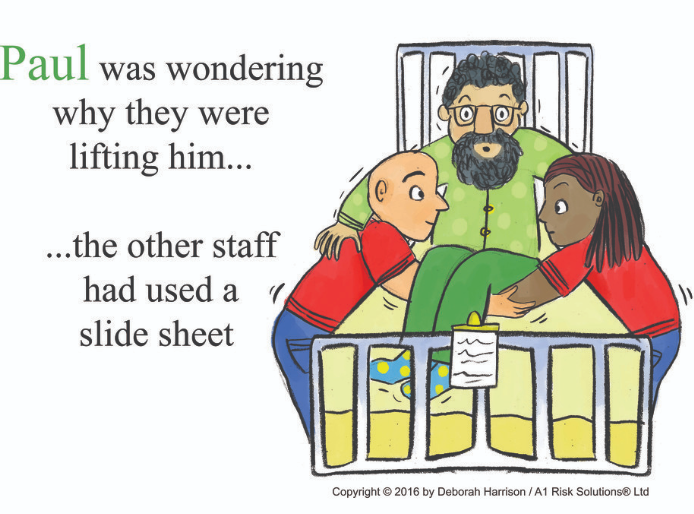 Paul was wondering
why they were
lifting him...
...the other staff
had used a
slide sheet
Copyright © 2016 by Deborah Harrison / A1 Risk Solutions® Ltd